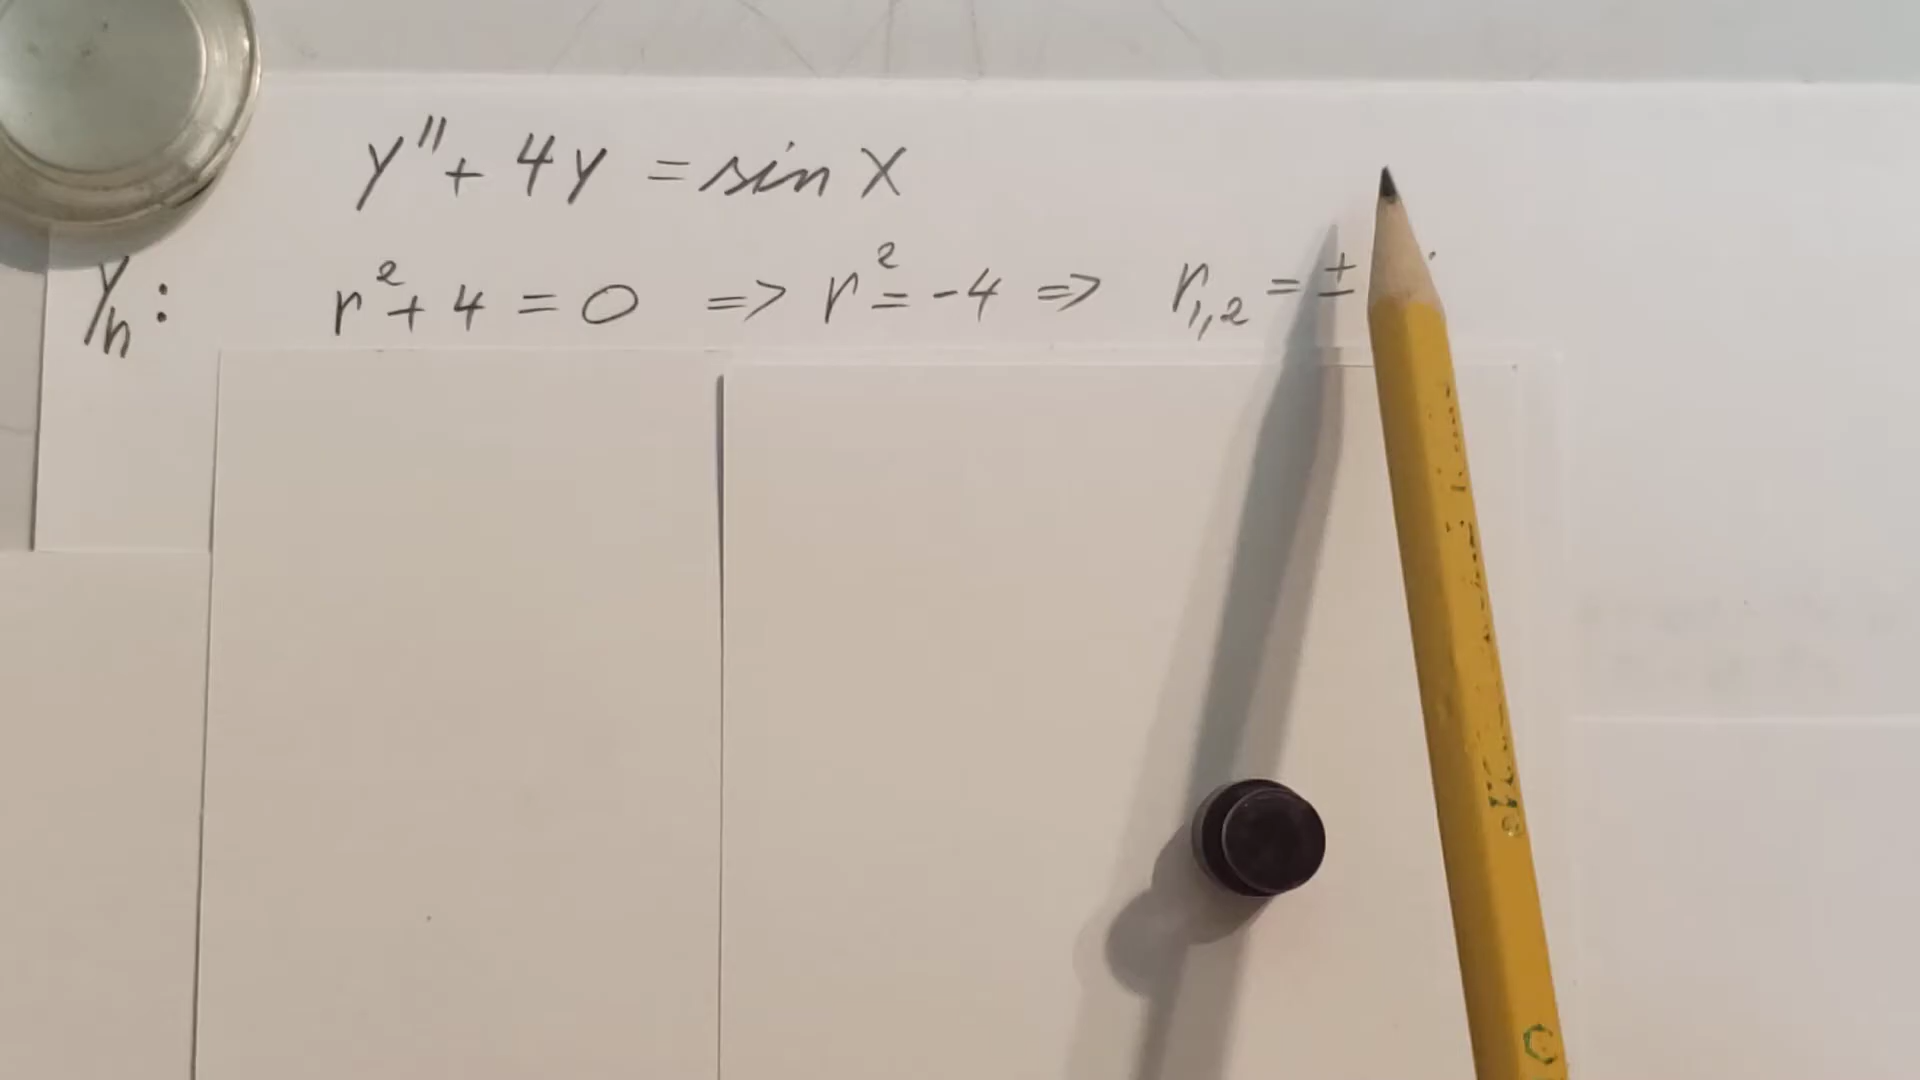 y'' + 4y = sin x
y_h: r² + 4 = 0 => r² = -4 => r_{1,2} = ±